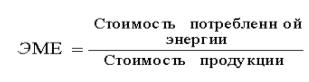 Стоимость потребленн ой
энергии
ЭМЕ =
Стоимость продукции